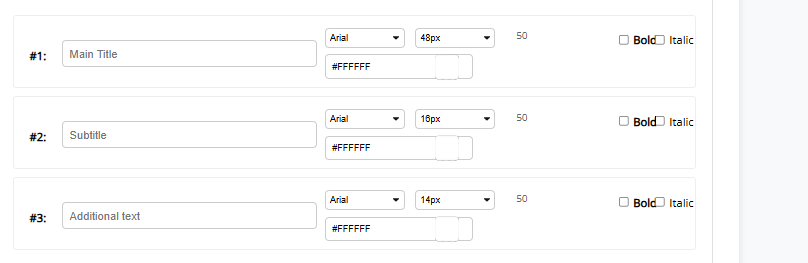 #1: Main Title Arial 48px 50 Bold Italic
#FFFFFF
#2: Subtitle Arial 16px 50 Bold Italic
#FFFFFF
#3: Additional text Arial 14px 50 Bold Italic
#FFFFFF